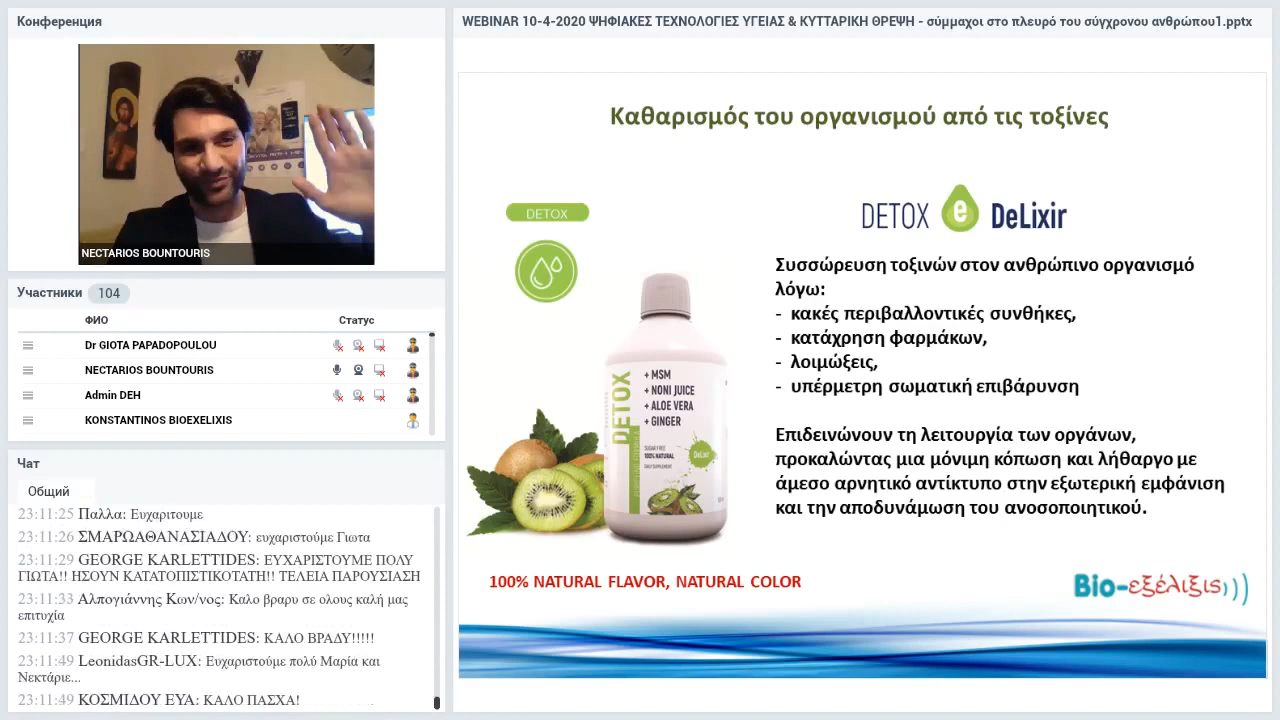 Конференция
NECTARIOS BOUNTOURIS
Участники 104
ФИО Статус
Dr GIOTA PAPADOPOULOU
NECTARIOS BOUNTOURIS
Admin DEH
KONSTANTINOS BIOEXELIXIS
Чат
Общий
23:11:25 Παλλα: Ευχαριτουμε
23:11:26 ΣΜΑΡΩΑΘΑΝΑΣΙΑΔΟΥ: ευχαριστούμε Γιωτα
23:11:29 GEORGE KARLETTIDES: ΕΥΧΑΡΙΣΤΟΥΜΕ ΠΟΛΥ
ΓΙΩΤΑ!! ΗΣΟΥΝ ΚΑΤΑΤΟΠΙΣΤΙΚΟΤΑΤΗ!! ΤΕΛΕΙΑ ΠΑΡΟΥΣΙΑΣΗ
23:11:33 Αλπογιάννης Κων/νος: Καλο βραρυ σε ολους καλή μας
επιτυχία
23:11:37 GEORGE KARLETTIDES: ΚΑΛΟ ΒΡΑΔΥ!!!!!
23:11:49 LeonidasGR-LUX: Ευχαριστούμε πολύ Μαρία και
Νεκτάριε...
23:11:49 ΚΟΣΜΙΔΟΥ ΕΥΑ: ΚΑΛΟ ΠΑΣΧΑ!
WEBINAR 10-4-2020 ΨΗΦΙΑΚΕΣ ΤΕΧΝΟΛΟΓΙΕΣ ΥΓΕΙΑΣ & ΚΥΤΤΑΡΙΚΗ ΘΡΕΨΗ - σύμμαχοι στο πλευρό του σύγχρονου ανθρώπου1.pptx
Καθαρισμός του οργανισμού από τις τοξίνες
DETOX
DETOX e DeLixir
Συσσώρευση τοξινών στον ανθρώπινο οργανισμό
λόγω:
- κακές περιβαλλοντικές συνθήκες,
- κατάχρηση φαρμάκων,
- λοιμώξεις,
- υπέρμετρη σωματική επιβάρυνση
Επιδεινώνουν τη λειτουργία των οργάνων,
προκαλώντας μια μόνιμη κόπωση και λήθαργο με
άμεσο αρνητικό αντίκτυπο στην εξωτερική εμφάνιση
και την αποδυνάμωση του ανοσοποιητικού.
DETOX
+ MSM
+ NONI JUICE
+ ALOE VERA
+ GINGER
SUGAR FREE
100% NATURAL
DAILY SUPPLEMENT
DeLixir
100% NATURAL FLAVOR, NATURAL COLOR
Bio-εξέλιξις